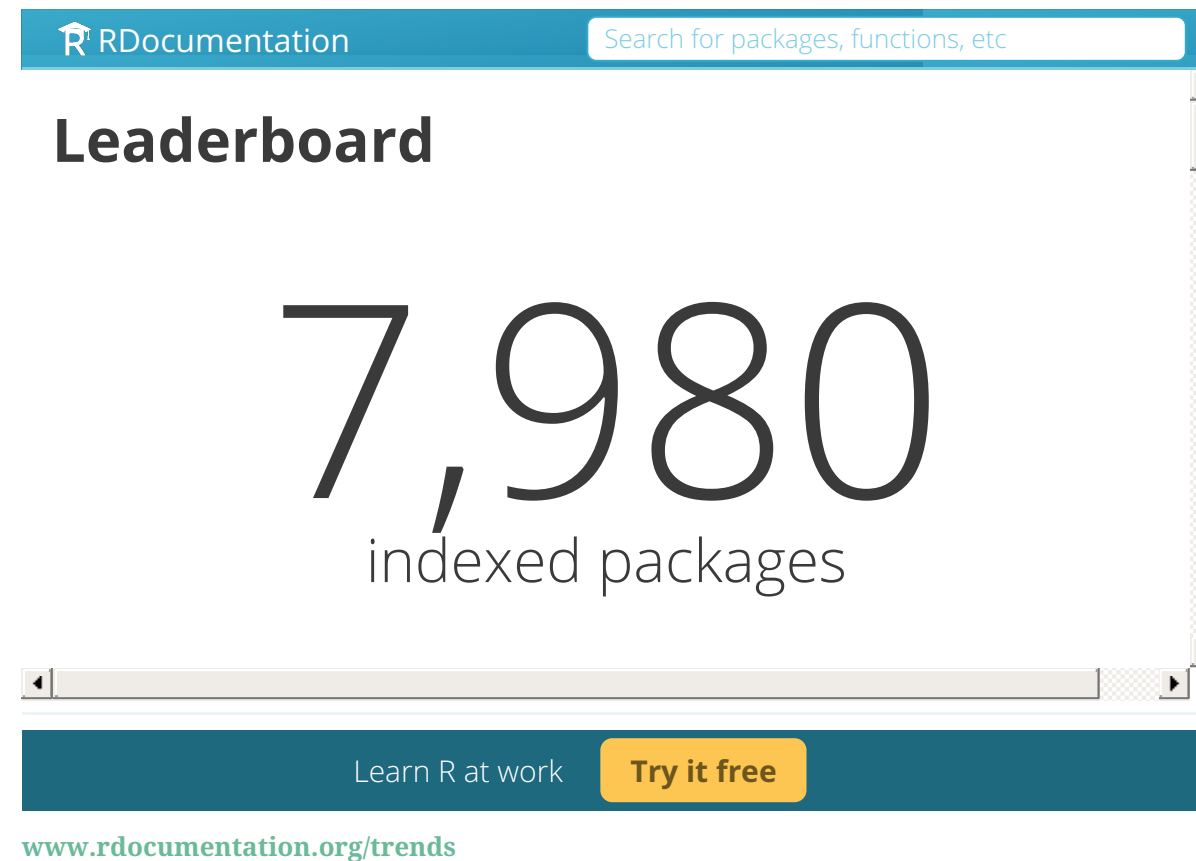 RDocumentation
Search for packages, functions, etc
Leaderboard
7,980
indexed packages
Learn R at work
Try it free
www.rdocumentation.org/trends